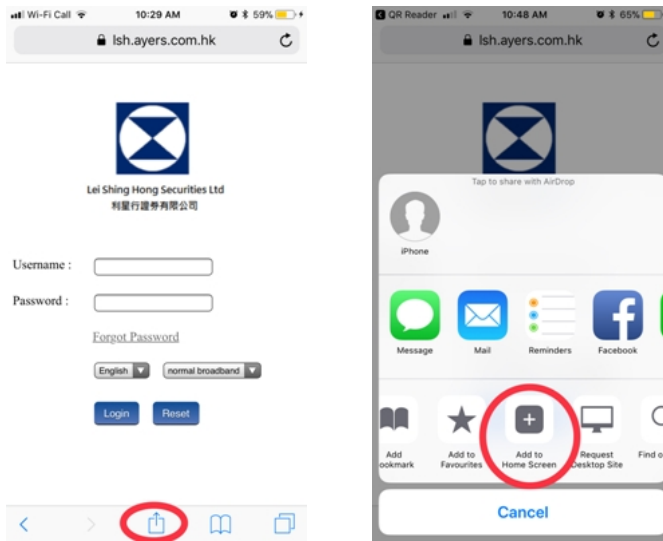 Wi-Fi Call 10:29 AM 59%
lsh.ayers.com.hk
Lei Shing Hong Securities Ltd
利星行證券有限公司
Username :
Password :
Forgot Password
English normal broadband
Login Reset
QR Reader 10:48 AM 65%
lsh.ayers.com.hk
Tap to share with AirDrop
iPhone
Message Mail Reminders Facebook
Add Add to Add to Request Find o
ookmark Favourites Home Screen Desktop Site
Cancel